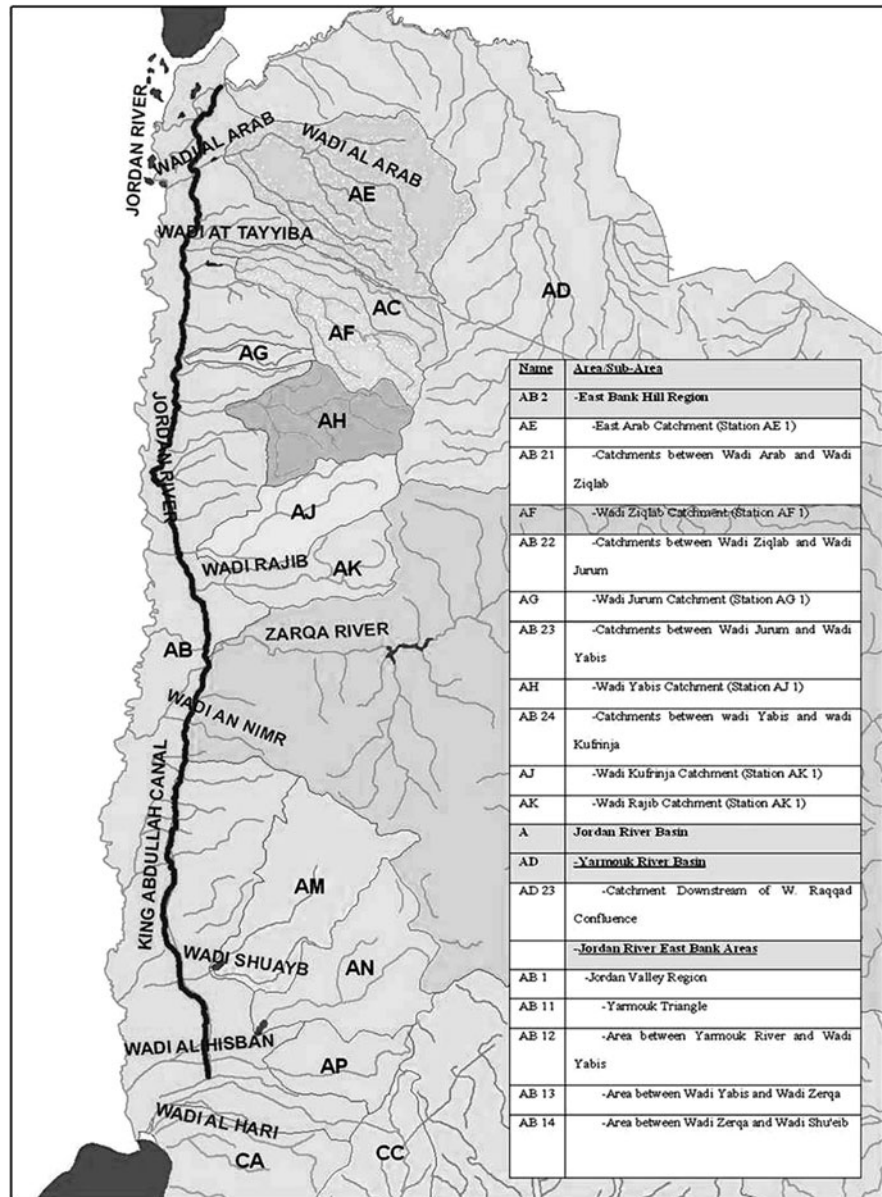 JORDAN RIVER
WADI AL ARAB
WADI AL ARAB
AE
WADI AT TAYYIBA
AD
AC
AF
AG
JORDAN RIVER
AH
AJ
WADI RAJIB
AK
ZARQA RIVER
AB
WADI AN NIMR
KING ABDULLAH CANAL
AM
WADI SHUAYB
AN
WADI AL HISBAN
AP
WADI AL HARI
CA
CC
Name Area/Sub-Area
AB 2 -East Bank Hill Region
AE -East Arab Catchment (Station AE 1)
AB 21 -Catchments between Wadi Arab and Wadi
Ziqlab
AF -Wadi Ziqlab Catchment (Station AF 1)
AB 22 -Catchments between Wadi Ziqlab and Wadi
Jurum
AG -Wadi Jurum Catchment (Station AG 1)
AB 23 -Catchments between Wadi Jurum and Wadi
Yabis
AH -Wadi Yabis Catchment (Station AJ 1)
AB 24 -Catchments between wadi Yabis and wadi
Kufrinja
AJ -Wadi Kufrinja Catchment (Station AK 1)
AK -Wadi Rajib Catchment (Station AK 1)
A Jordan River Basin
AD -Yarmouk River Basin
AD 23 -Catchment Downstream of W. Raqqad
Confluence
-Jordan River East Bank Areas
AB 1 -Jordan Valley Region
AB 11 -Yarmouk Triangle
AB 12 -Area between Yarmouk River and Wadi
Yabis
AB 13 -Area between Wadi Yabis and Wadi Zerqa
AB 14 -Area between Wadi Zerqa and Wadi Shu'eib